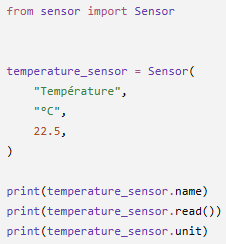 from sensor import Sensor
temperature_sensor = Sensor(
    "Température",
    "°C",
    22.5,
)
print(temperature_sensor.name)
print(temperature_sensor.read())
print(temperature_sensor.unit)